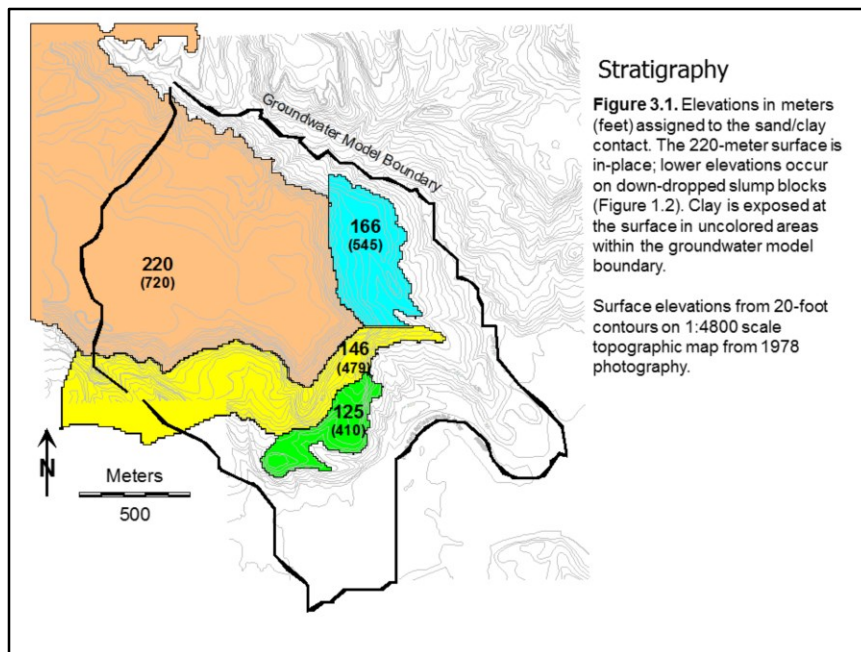 Stratigraphy
Figure 3.1. Elevations in meters
(feet) assigned to the sand/clay
contact. The 220-meter surface is
in-place; lower elevations occur
on down-dropped slump blocks
(Figure 1.2). Clay is exposed at
the surface in uncolored areas
within the groundwater model
boundary.
Surface elevations from 20-foot
contours on 1:4800 scale
topographic map from 1978
photography.
Groundwater Model Boundary
166
(545)
220
(720)
146
(479)
125
(410)
N
Meters
500